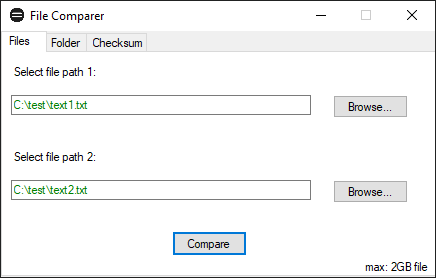 File Comparer
Files Folder Checksum
Select file path 1:
C:\test\text1.txt Browse...
Select file path 2:
C:\test\text2.txt Browse...
Compare
max: 2GB file